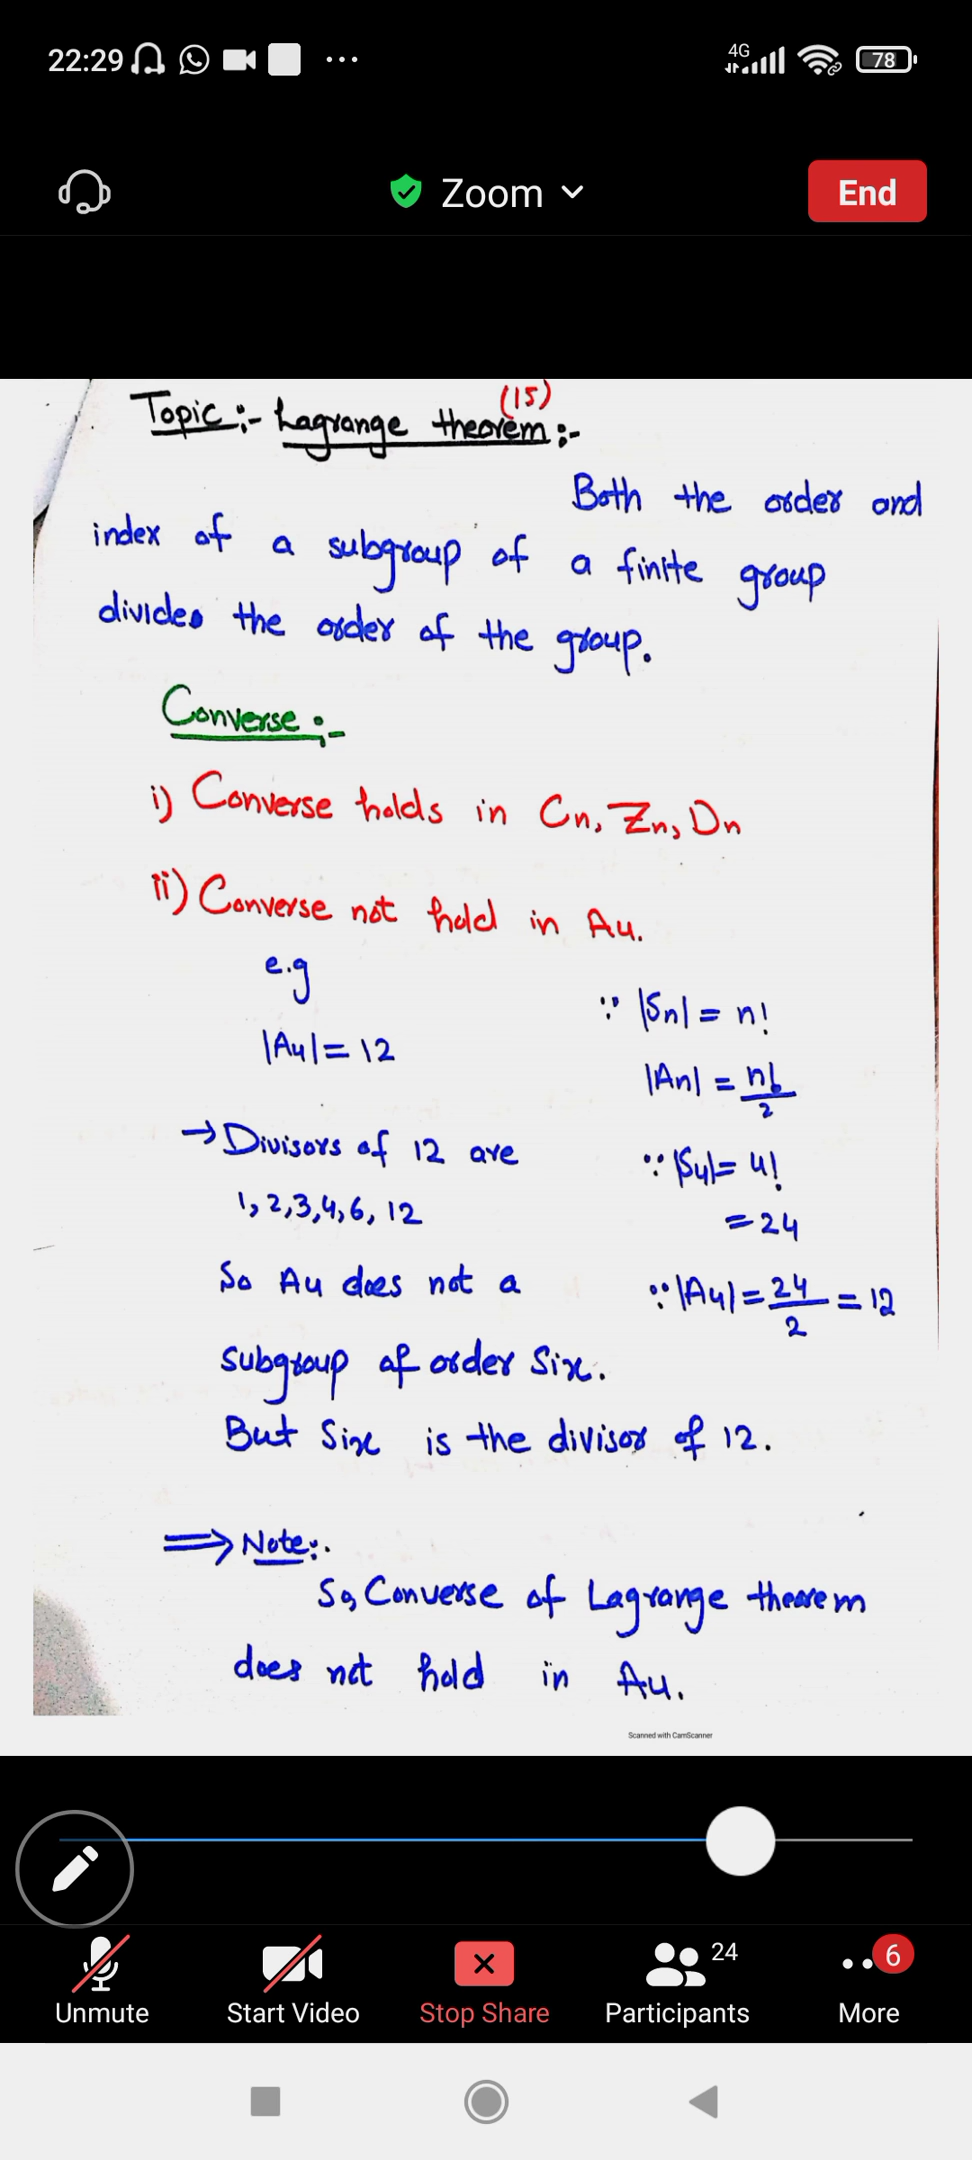 22:29
4G
78
Zoom
End
(15)
Topic:- Lagrange theorem:-
Both the order and
index of a subgroup of a finite group
divides the order of the group.
Converse:-
i) Converse holds in Cn, Zn, Dn
ii) Converse not hold in A4.
e.g
|A4| = 12
∵ |Sn| = n!
|An| = n!/2
→ Divisors of 12 are
1, 2, 3, 4, 6, 12
∵ |S4| = 4!
= 24
So A4 does not a
∵ |A4| = 24/2 = 12
subgroup of order Six.
But Six is the divisor of 12.
⟹ Note:.
So, Converse of Lagrange theorem
does not hold in A4.
Scanned with CamScanner
Unmute
Start Video
Stop Share
24
Participants
6
More